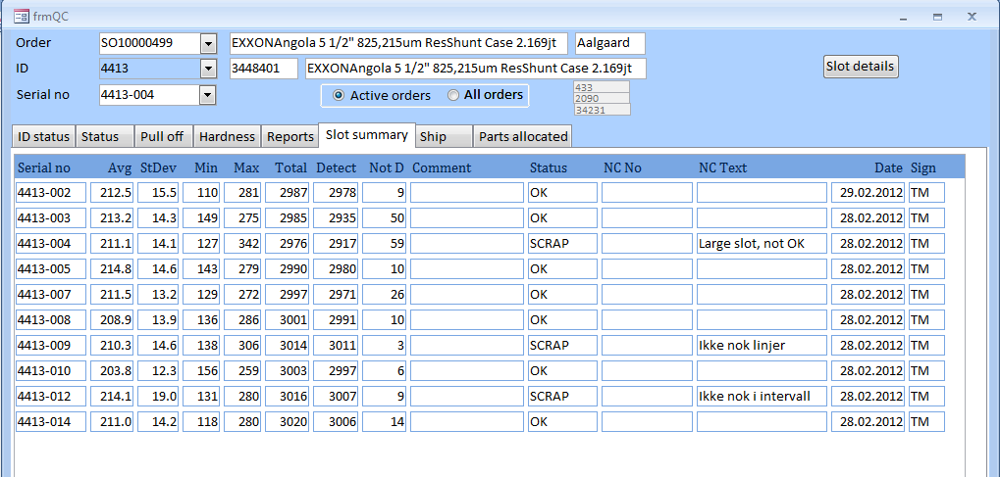 frmQC
Order SO10000499 EXXONAngola 5 1/2" 825,215um ResShunt Case 2.169jt Aalgaard
ID 4413 3448401 EXXONAngola 5 1/2" 825,215um ResShunt Case 2.169jt Slot details
Serial no 4413-004 Active orders All orders
433
2090
34231
ID status Status Pull off Hardness Reports Slot summary Ship Parts allocated
Serial no Avg StDev Min Max Total Detect Not D Comment Status NC No NC Text Date Sign
4413-002 212.5 15.5 110 281 2987 2978 9 OK 29.02.2012 TM
4413-003 213.2 14.3 149 275 2985 2935 50 OK 28.02.2012 TM
4413-004 211.1 14.1 127 342 2976 2917 59 SCRAP Large slot, not OK 28.02.2012 TM
4413-005 214.8 14.6 143 279 2990 2980 10 OK 28.02.2012 TM
4413-007 211.5 13.2 129 272 2997 2971 26 OK 28.02.2012 TM
4413-008 208.9 13.9 136 286 3001 2991 10 OK 28.02.2012 TM
4413-009 210.3 14.6 138 306 3014 3011 3 SCRAP Ikke nok linjer 28.02.2012 TM
4413-010 203.8 12.3 156 259 3003 2997 6 OK 28.02.2012 TM
4413-012 214.1 19.0 131 280 3016 3007 9 SCRAP Ikke nok i intervall 28.02.2012 TM
4413-014 211.0 14.2 118 280 3020 3006 14 OK 28.02.2012 TM